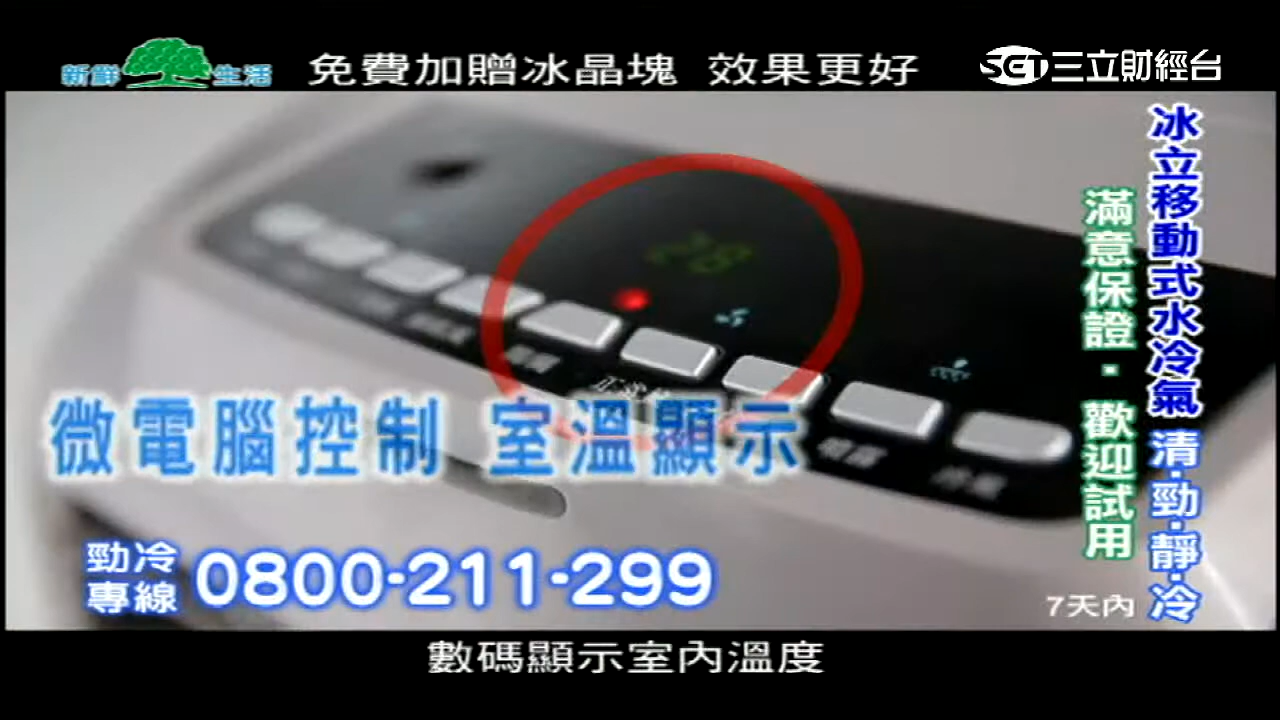 新鮮生活
免費加贈冰晶塊 效果更好
SET三立財經台
冰立移動式水冷氣 清·勁·靜·冷
滿意保證·歡迎試用
7天內
28
微電腦控制 室溫顯示
勁冷專線 0800-211-299
數碼顯示室內溫度